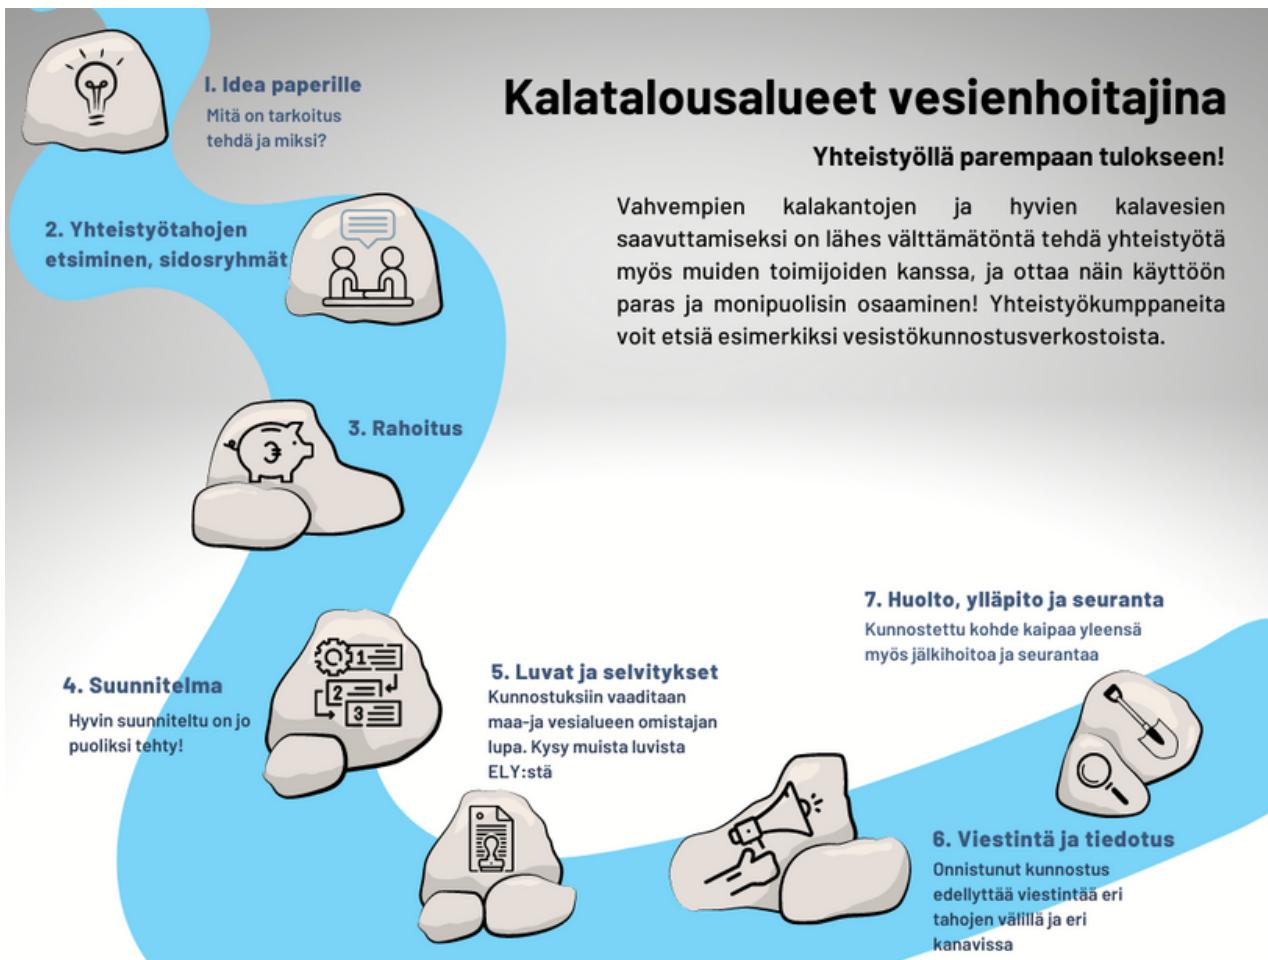 Kalatalousalueet vesienhoitajina
Yhteistyöllä parempaan tulokseen!
Vahvempien kalakantojen ja hyvien kalavesien
saavuttamiseksi on lähes välttämätöntä tehdä yhteistyötä
myös muiden toimijoiden kanssa, ja ottaa näin käyttöön
paras ja monipuolisin osaaminen! Yhteistyökumppaneita
voit etsiä esimerkiksi vesistökunnostusverkostoista.
1. Idea paperille
Mitä on tarkoitus
tehdä ja miksi?
2. Yhteistyötahojen
etsiminen, sidosryhmät
3. Rahoitus
4. Suunnitelma
Hyvin suunniteltu on jo
puoliksi tehty!
1
2
3
5. Luvat ja selvitykset
Kunnostuksiin vaaditaan
maa-ja vesialueen omistajan
lupa. Kysy muista luvista
ELY:stä
6. Viestintä ja tiedotus
Onnistunut kunnostus
edellyttää viestintää eri
tahojen välillä ja eri
kanavissa
7. Huolto, ylläpito ja seuranta
Kunnostettu kohde kaipaa yleensä
myös jälkihoitoa ja seurantaa